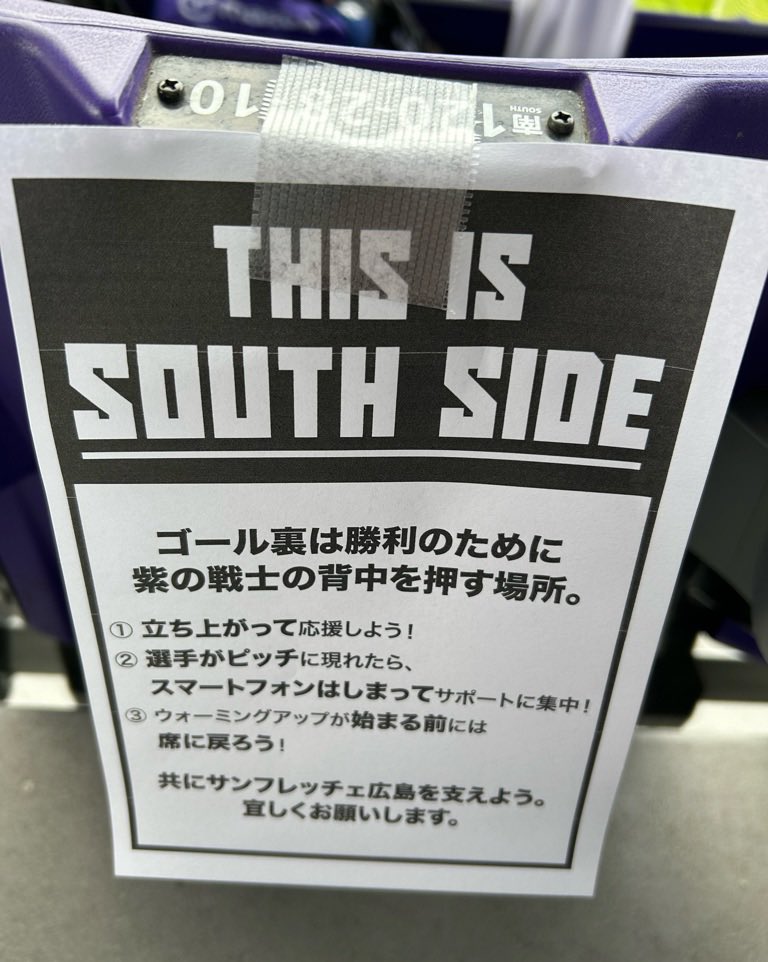 南 SOUTH 120-28-10
THIS IS
SOUTH SIDE
ゴール裏は勝利のために
紫の戦士の背中を押す場所。
① 立ち上がって応援しよう!
② 選手がピッチに現れたら、
スマートフォンはしまってサポートに集中!
③ ウォーミングアップが始まる前には
席に戻ろう!
共にサンフレッチェ広島を支えよう。
宜しくお願いします。